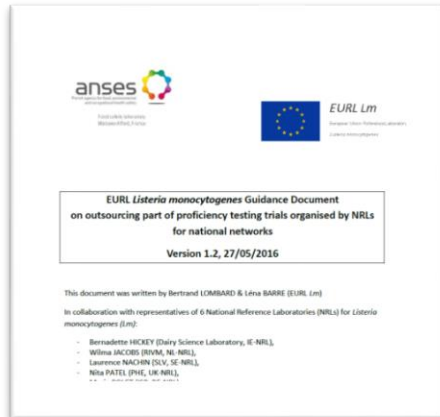 anses
EURL Lm
EURL Listeria monocytogenes Guidance Document
on outsourcing part of proficiency testing trials organised by NRLs
for national networks
Version 1.2, 27/05/2016
This document was written by Bertrand LOMBARD & Léna BARRE (EURL Lm)
In collaboration with representatives of 6 National Reference Laboratories (NRLs) for Listeria
monocytogenes (Lm):
- Bernadette HICKEY (Dairy Science Laboratory, IE-NRL),
- Wilma JACOBS (RIVM, NL-NRL),
- Laurence NACHIN (SLV, SE-NRL),
- Nita PATEL (PHE, UK-NRL),